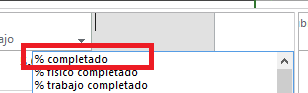 ajo
% completado
% físico completado
% trabajo completado